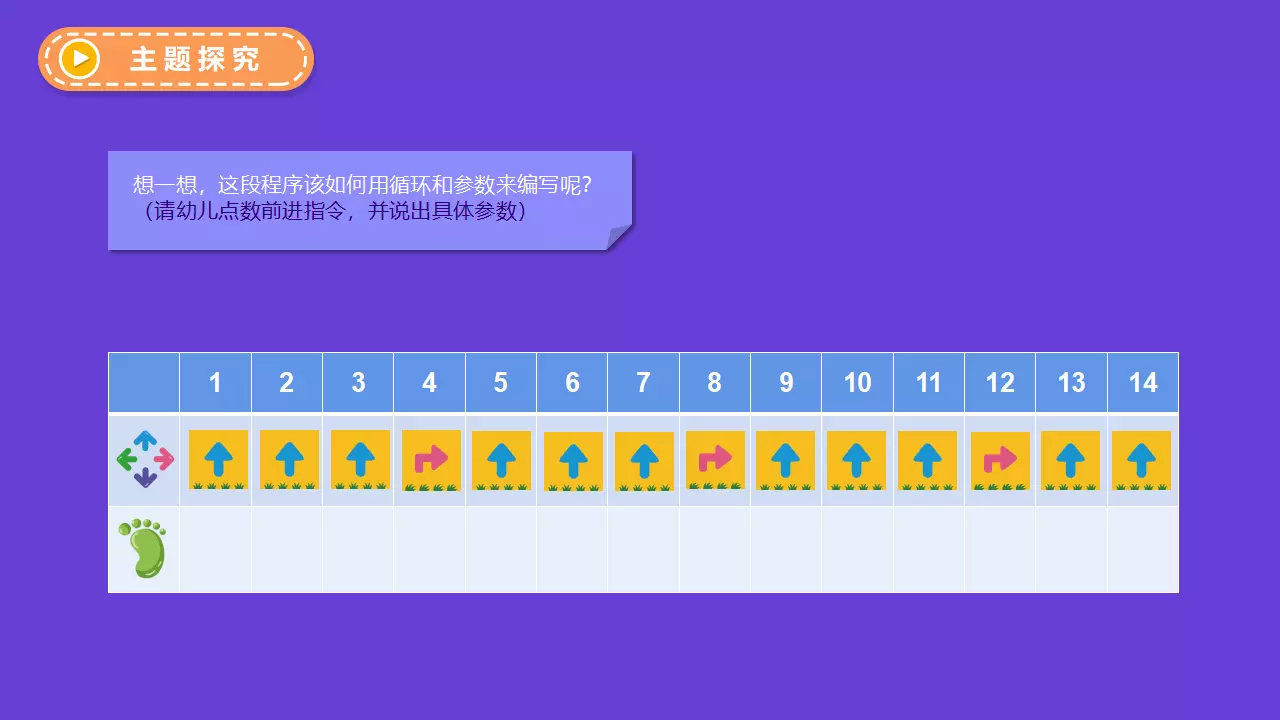 主题探究
想一想，这段程序该如何用循环和参数来编写呢？
（请幼儿点数前进指令，并说出具体参数）
1 2 3 4 5 6 7 8 9 10 11 12 13 14